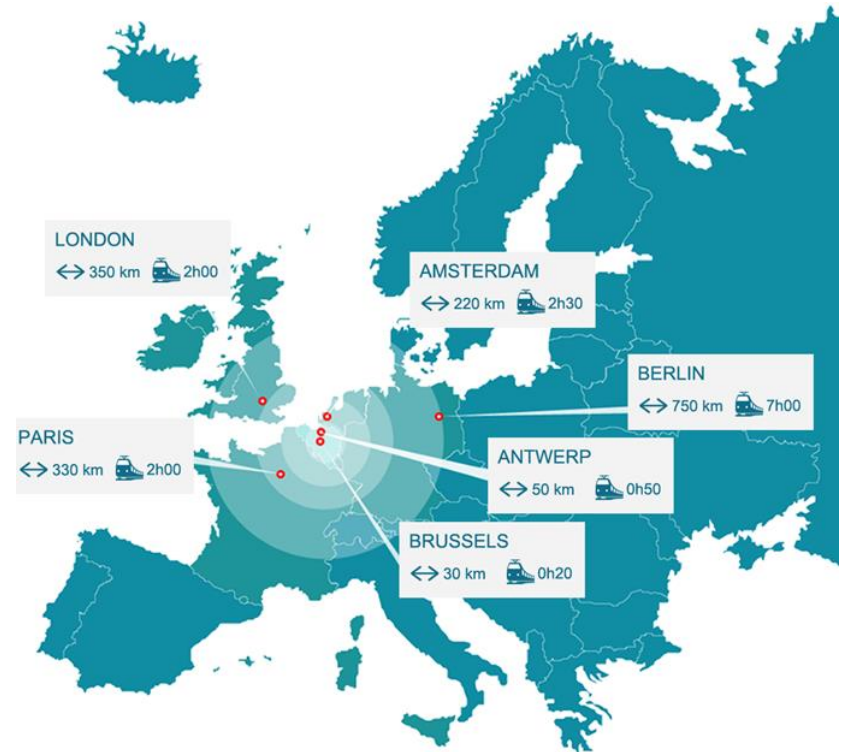 LONDON
350 km 2h00
AMSTERDAM
220 km 2h30
BERLIN
750 km 7h00
PARIS
330 km 2h00
ANTWERP
50 km 0h50
BRUSSELS
30 km 0h20